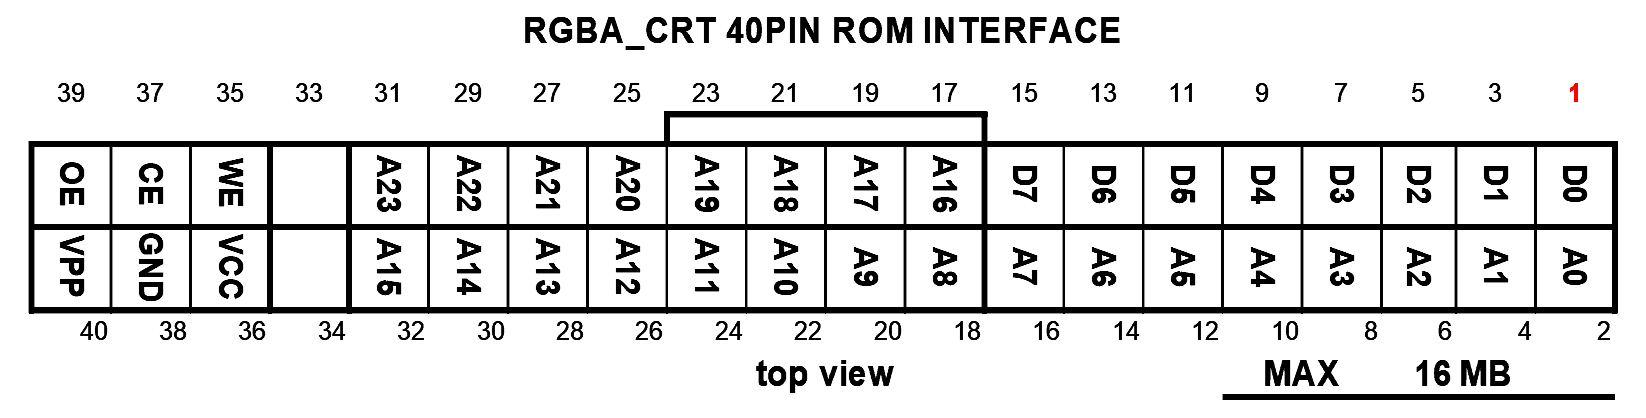 RGBA_CRT 40PIN ROM INTERFACE
39 37 35 33 31 29 27 25 23 21 19 17 15 13 11 9 7 5 3 1
OE CE WE A23 A22 A21 A20 A19 A18 A17 A16 D7 D6 D5 D4 D3 D2 D1 D0
VPP GND VCC A15 A14 A13 A12 A11 A10 A9 A8 A7 A6 A5 A4 A3 A2 A1 A0
40 38 36 34 32 30 28 26 24 22 20 18 16 14 12 10 8 6 4 2
top view MAX 16 MB